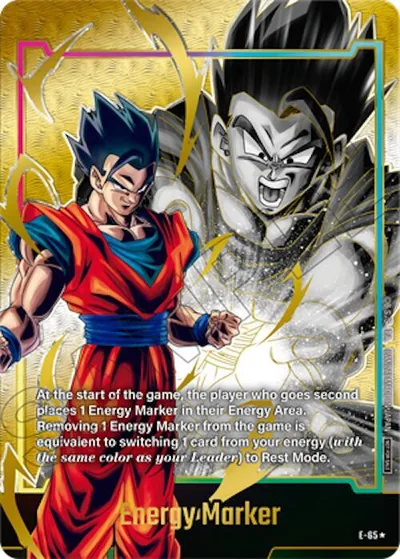 At the start of the game, the player who goes second
places 1 Energy Marker in their Energy Area.
Removing 1 Energy Marker from the game is
equivalent to switching 1 card from your energy (with
the same color as your Leader) to Rest Mode.
Energy Marker
E-65★